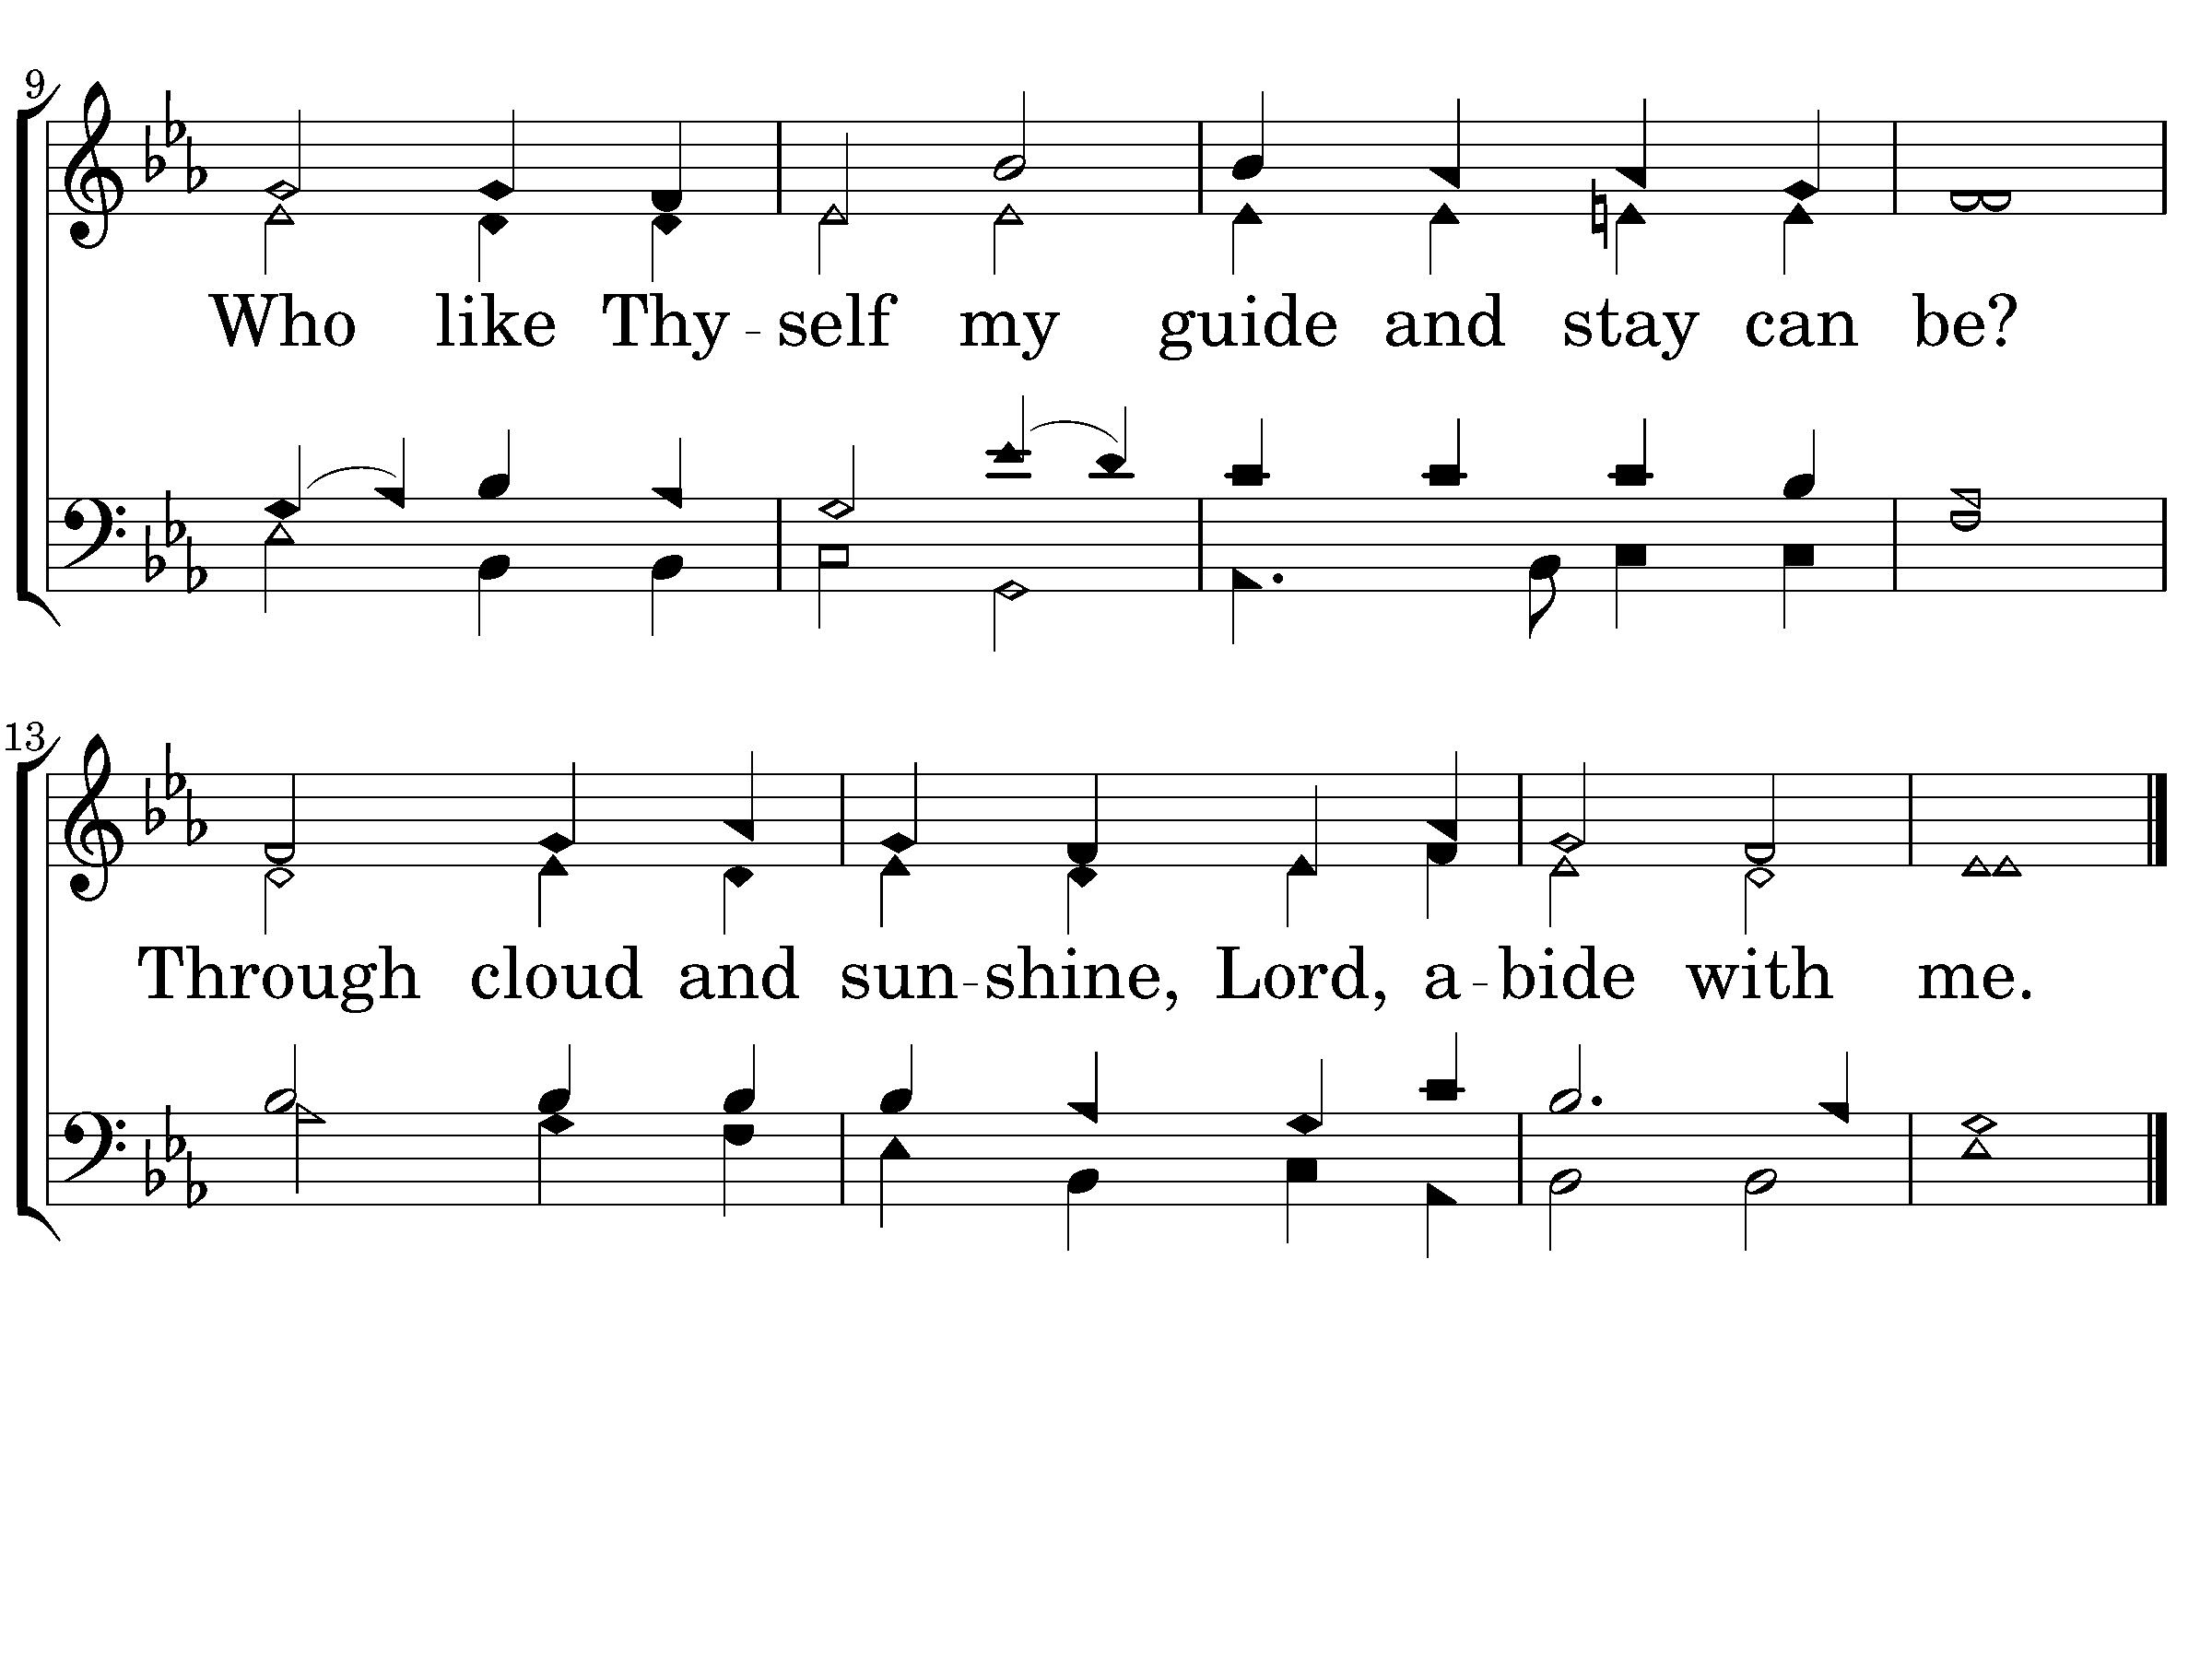 9
Who like Thy-self my guide and stay can be?
13
Through cloud and sun-shine, Lord, a-bide with me.